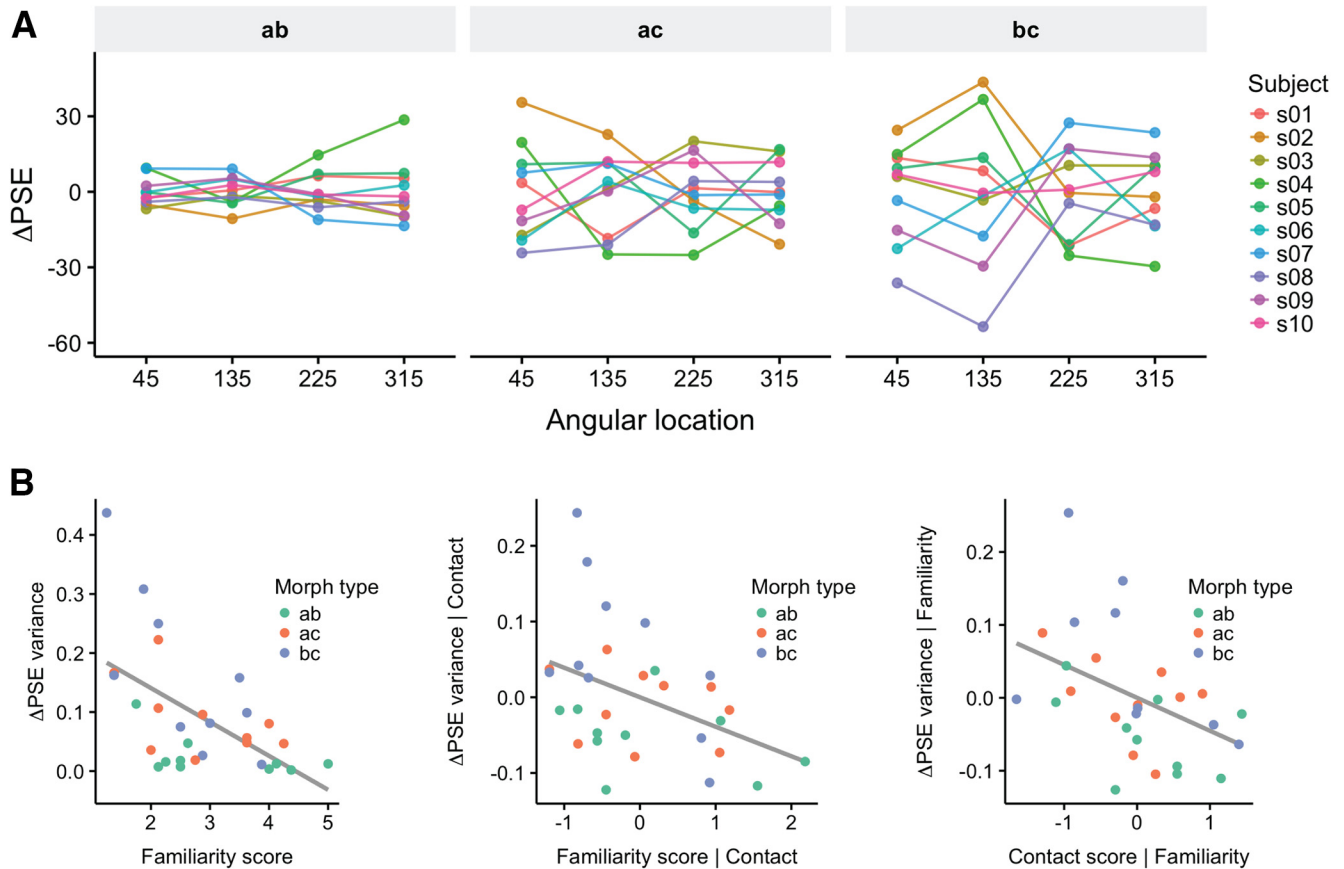 A
ab
ac
bc
ΔPSE
30
0
-30
-60
45 135 225 315
45 135 225 315
45 135 225 315
Angular location
Subject
s01
s02
s03
s04
s05
s06
s07
s08
s09
s10
B
ΔPSE variance
0.4
0.3
0.2
0.1
0.0
2 3 4 5
Familiarity score
Morph type
ab
ac
bc
ΔPSE variance | Contact
0.2
0.1
0.0
-0.1
-1 0 1 2
Familiarity score | Contact
Morph type
ab
ac
bc
ΔPSE variance | Familiarity
0.2
0.1
0.0
-0.1
-1 0 1
Contact score | Familiarity
Morph type
ab
ac
bc